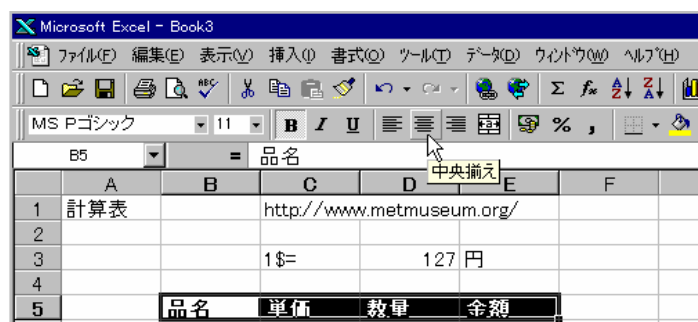 Microsoft Excel - Book3
ファイル(F) 編集(E) 表示(V) 挿入(I) 書式(O) ツール(T) データ(D) ウィンドウ(W) ヘルプ(H)
ABC Σ fx A Z Z A
MS Pゴシック 11 B I U % ,
B5 = 品名
中央揃え
A B C D E F
1 計算表 http://www.metmuseum.org/
2
3 1$= 127 円
4
5 品名 単価 数量 金額